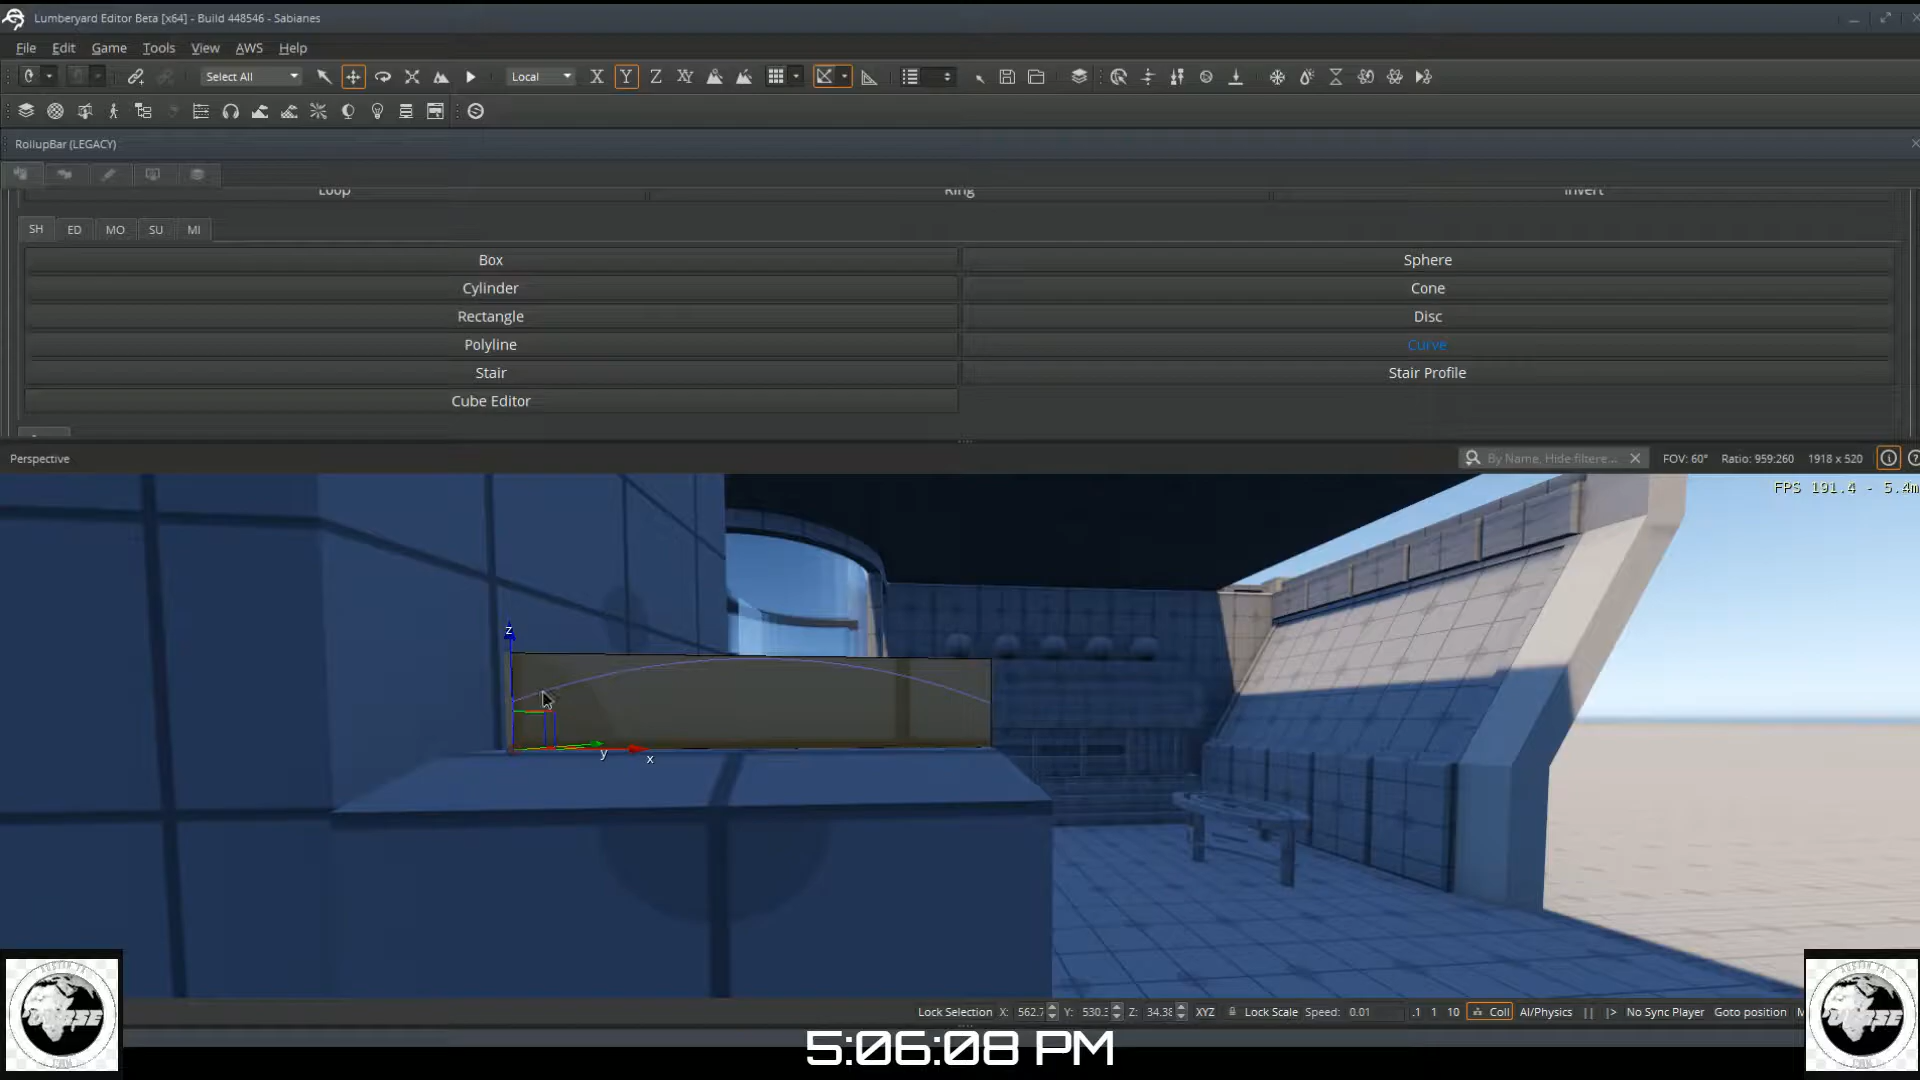 Lumberyard Editor Beta [x64] - Build 448546 - Sabianes
File Edit Game Tools View AWS Help
Select All Local X Y Z XY
RollupBar (LEGACY)
Loop Ring Invert
SH ED MO SU MI
Box Sphere
Cylinder Cone
Rectangle Disc
Polyline Curve
Stair Stair Profile
Cube Editor
Perspective By Name, Hide-filtere... FOV: 60° Ratio: 959:260 1918 x 520
FPS 191.4 - 5.4m
z
y
x
AUSTIN TX
AUSTIN TX
Lock Selection X: 562.7 Y: 530.3 Z: 34.38 XYZ Lock Scale Speed: 0.01 .1 1 10 Coll AI/Physics No Sync Player Goto position
5:06:08 PM